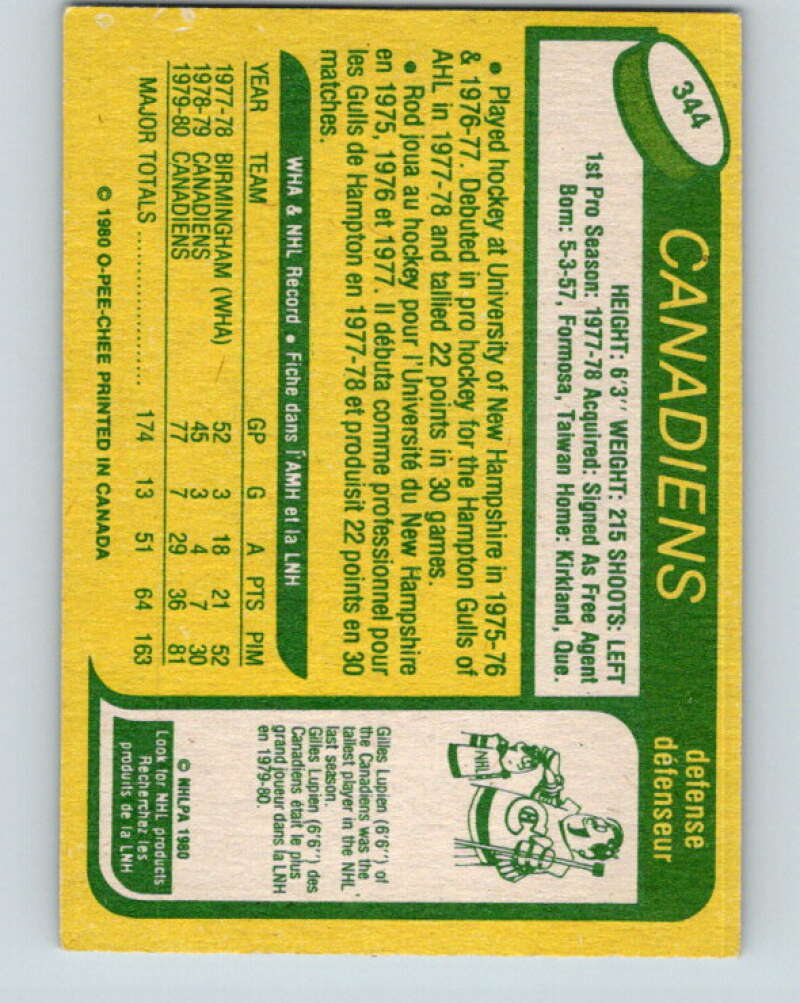 344
CANADIENS
defense
défenseur
HEIGHT: 6'3" WEIGHT: 215 SHOOTS: LEFT
1st Pro Season: 1977-78 Acquired: Signed As Free Agent
Born: 5-3-57, Formosa, Taiwan Home: Kirkland, Que.
• Played hockey at University of New Hampshire in 1975-76
& 1976-77. Debuted in pro hockey for the Hampton Gulls of
AHL in 1977-78 and tallied 22 points in 30 games.
• Rod joua au hockey pour l'Université du New Hampshire
en 1975, 1976 et 1977. Il débuta comme professionnel pour
les Gulls de Hampton en 1977-78 et produisit 22 points en 30
matches.
WHA & NHL Record • Fiche dans l'AMH et la LNH
YEAR TEAM GP G A PTS PIM
1977-78 BIRMINGHAM (WHA) 52 3 18 21 52
1978-79 CANADIENS 45 3 4 7 30
1979-80 CANADIENS 77 7 29 36 81
MAJOR TOTALS .................... 174 13 51 64 163
© 1980 O-PEE-CHEE PRINTED IN CANADA
NHL
Gilles Lupien (6'6") of
the Canadiens was the
tallest player in the NHL
last season.
Gilles Lupien (6'6") des
Canadiens était le plus
grand joueur dans la LNH
en 1979-80.
© NHLPA 1980
Look for NHL products
Recherchez les
produits de la LNH